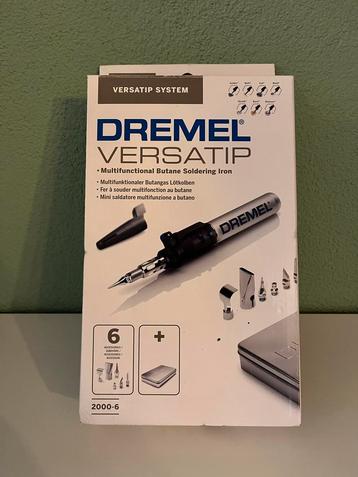 VERSATIP SYSTEM
DREMEL®
VERSATIP
• Multifunctional Butane Soldering Iron
• Multifunktionaler Butangas Lötkolben
• Fer à souder multifonction au butane
• Mini saldatore multifunzione a butano
DREMEL
6
+
2000-6